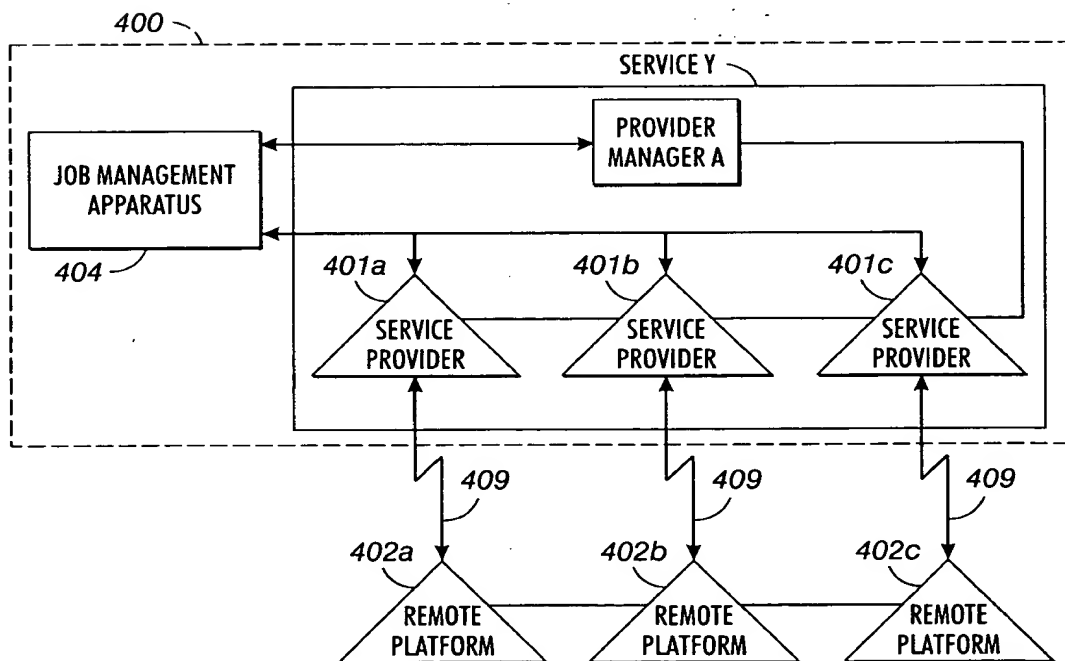 400
SERVICE Y
PROVIDER
MANAGER A
JOB MANAGEMENT
APPARATUS
404
401a
401b
401c
SERVICE
PROVIDER
SERVICE
PROVIDER
SERVICE
PROVIDER
409
409
409
402a
402b
402c
REMOTE
PLATFORM
REMOTE
PLATFORM
REMOTE
PLATFORM